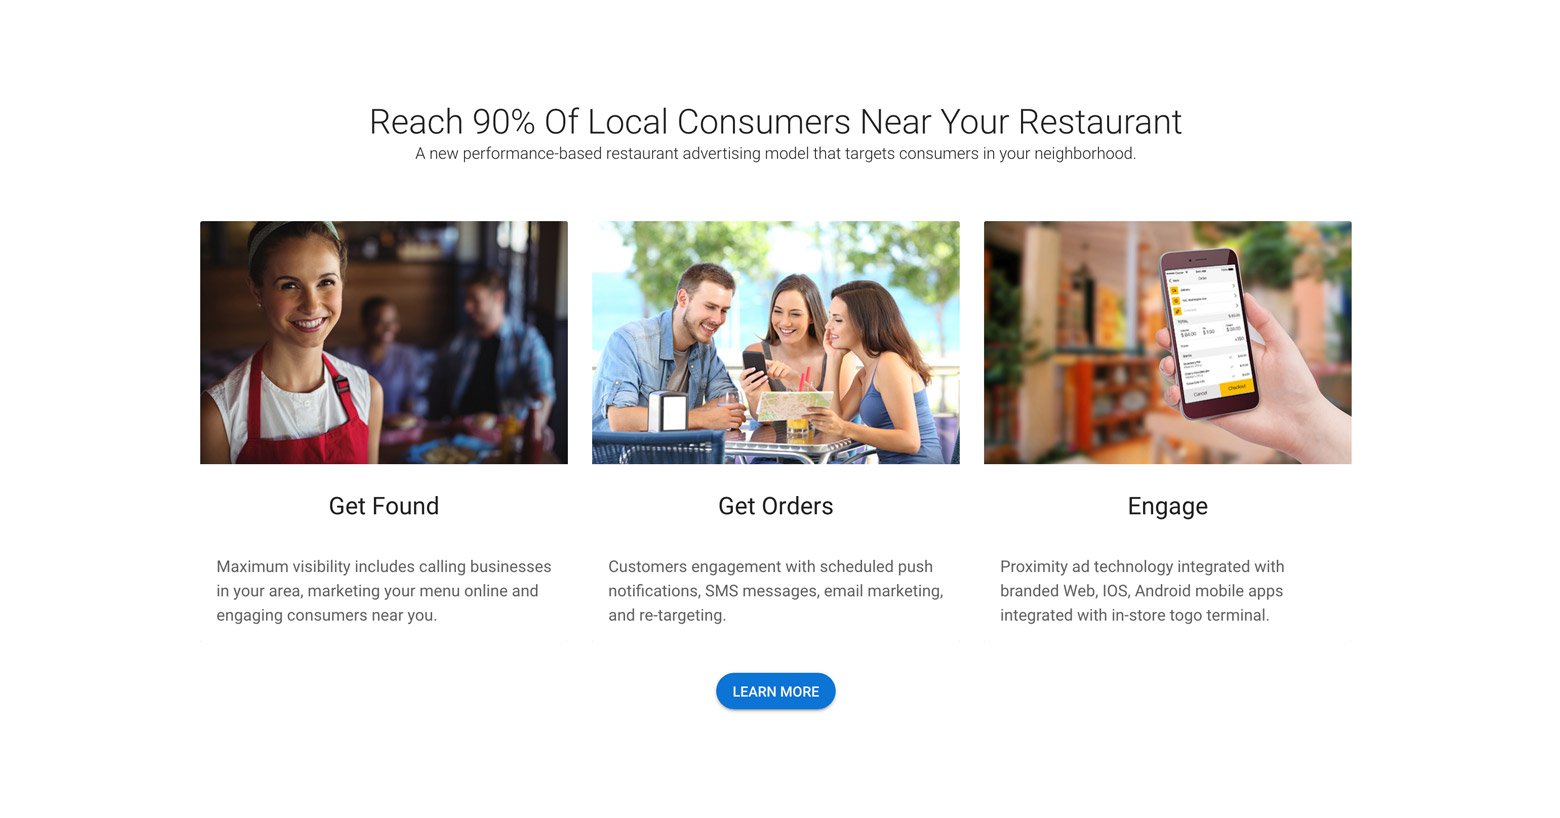 Reach 90% Of Local Consumers Near Your Restaurant
A new performance-based restaurant advertising model that targets consumers in your neighborhood.
Cancel
Checkout
Get Found
Get Orders
Engage
Maximum visibility includes calling businesses
in your area, marketing your menu online and
engaging consumers near you.
Customers engagement with scheduled push
notifications, SMS messages, email marketing,
and re-targeting.
Proximity ad technology integrated with
branded Web, IOS, Android mobile apps
integrated with in-store togo terminal.
LEARN MORE